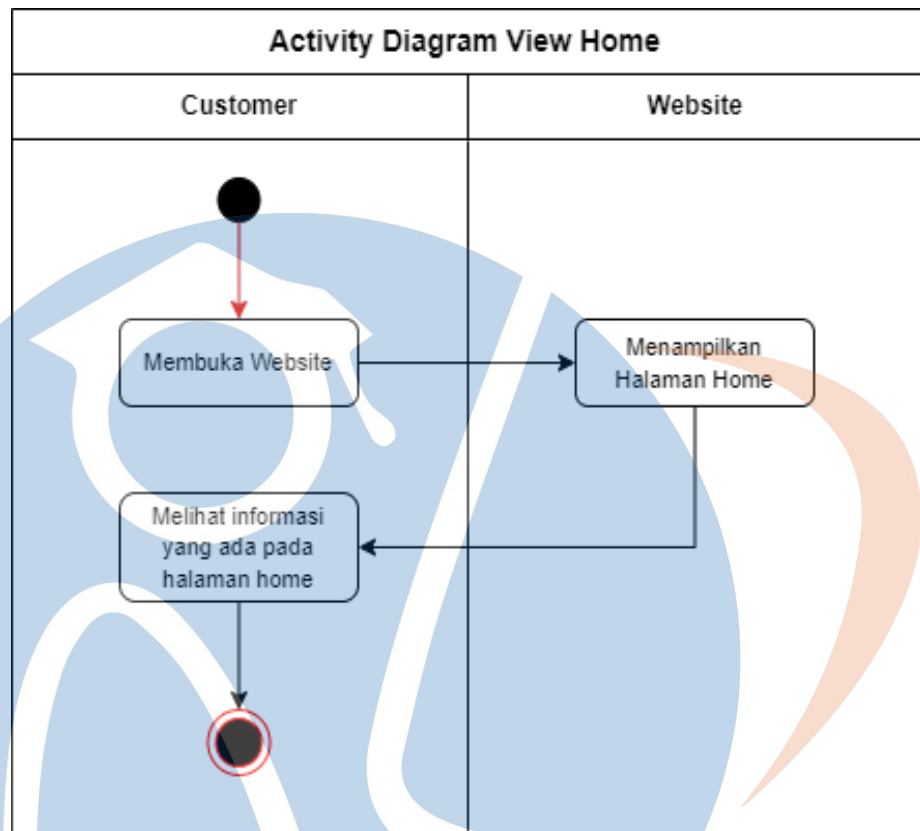 Activity Diagram View Home
Customer
Website
Membuka Website
Menampilkan
Halaman Home
Melihat informasi
yang ada pada
halaman home